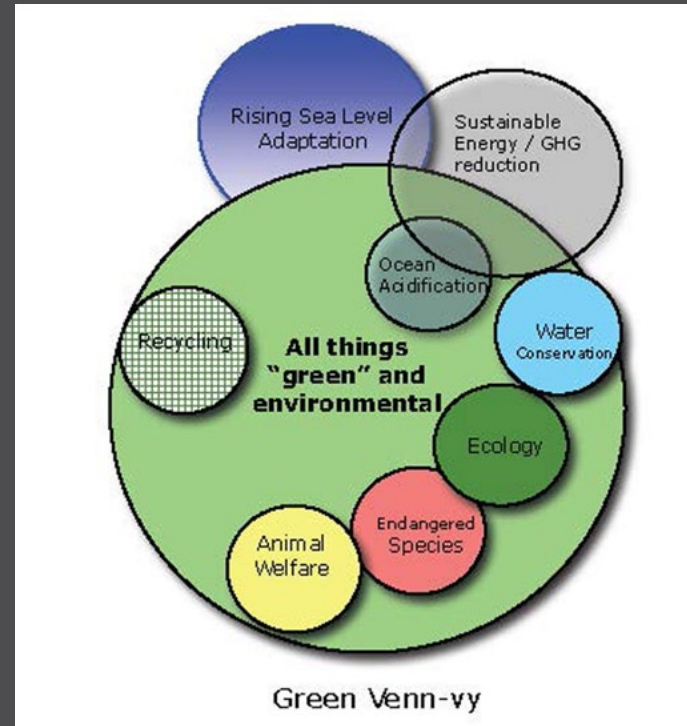 Rising Sea Level
Adaptation
Sustainable
Energy / GHG
reduction
Ocean
Acidification
Recycling
All things
"green" and
environmental
Water
Conservation
Ecology
Endangered
Species
Animal
Welfare
Green Venn-vy